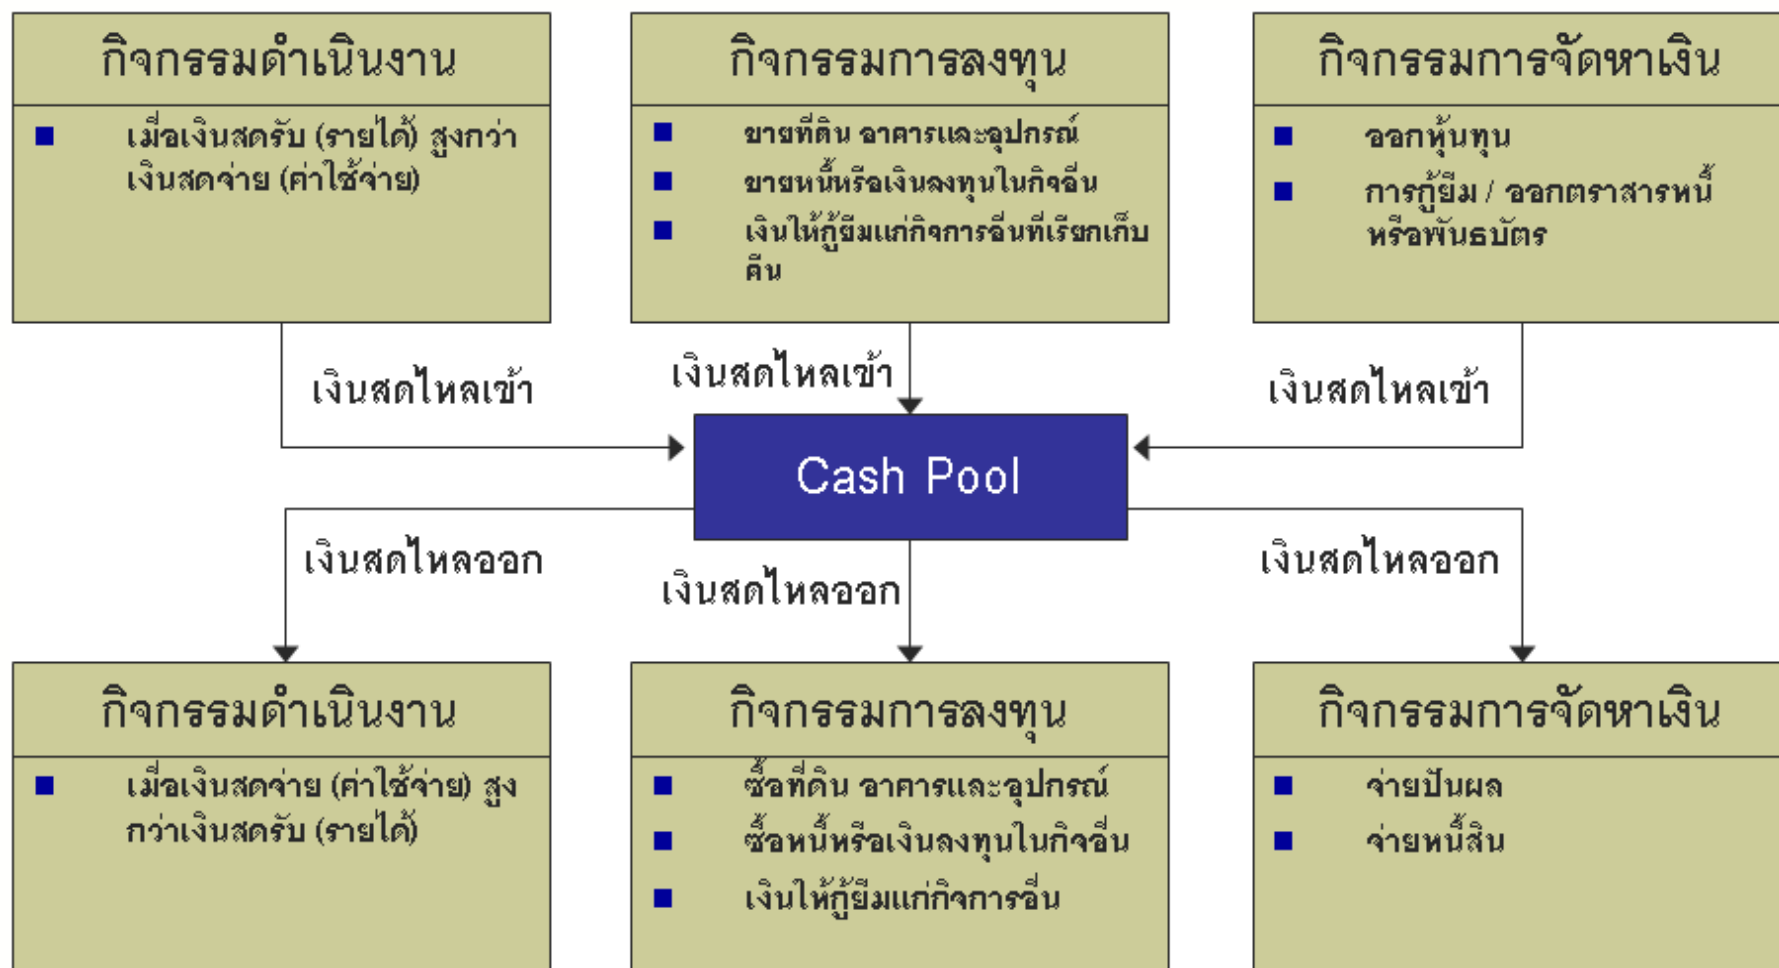 กิจกรรมดำเนินงาน
เมื่อเงินสดรับ (รายได้) สูงกว่า
เงินสดจ่าย (ค่าใช้จ่าย)
กิจกรรมการลงทุน
ขายที่ดิน อาคารและอุปกรณ์
ขายหนี้หรือเงินลงทุนในกิจอื่น
เงินให้กู้ยืมแก่กิจการอื่นที่เรียกเก็บ
คืน
กิจกรรมการจัดหาเงิน
ออกหุ้นทุน
การกู้ยืม / ออกตราสารหนี้
หรือพันธบัตร
เงินสดไหลเข้า
เงินสดไหลเข้า
เงินสดไหลเข้า
Cash Pool
เงินสดไหลออก
เงินสดไหลออก
เงินสดไหลออก
กิจกรรมดำเนินงาน
เมื่อเงินสดจ่าย (ค่าใช้จ่าย) สูง
กว่าเงินสดรับ (รายได้)
กิจกรรมการลงทุน
ซื้อที่ดิน อาคารและอุปกรณ์
ซื้อหนี้หรือเงินลงทุนในกิจอื่น
เงินให้กู้ยืมแก่กิจการอื่น
กิจกรรมการจัดหาเงิน
จ่ายปันผล
จ่ายหนี้สิน